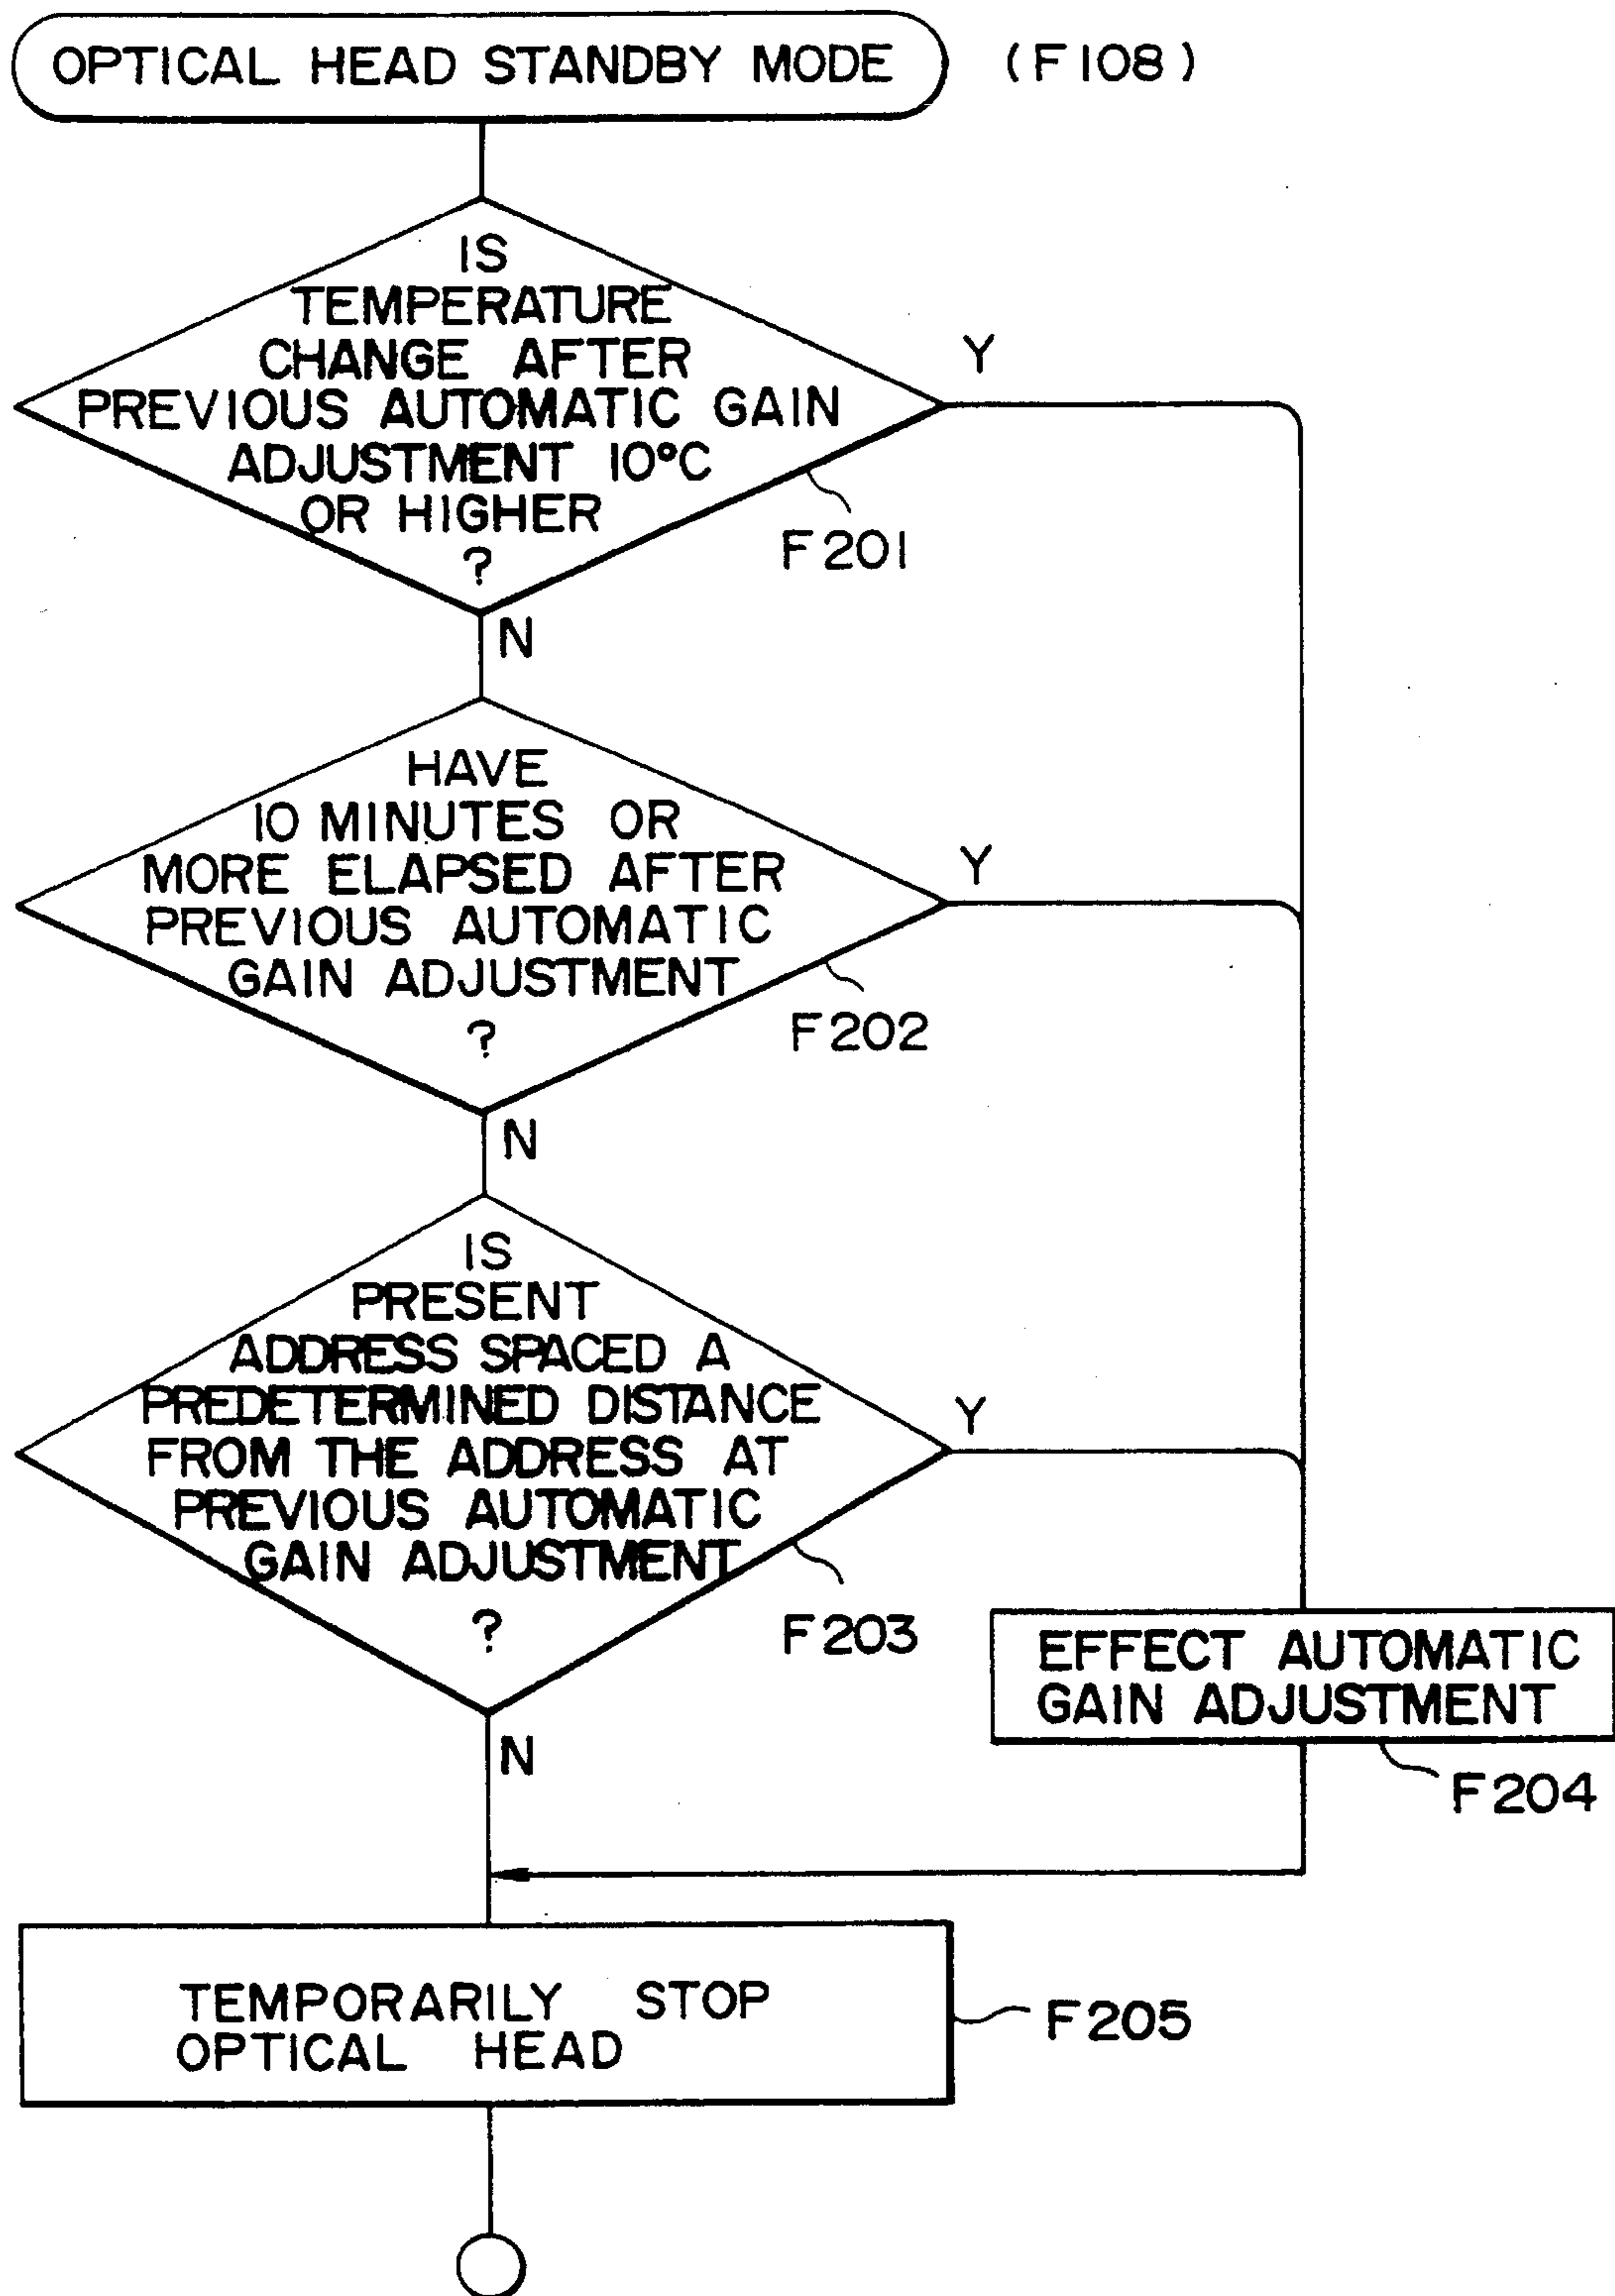 OPTICAL HEAD STANDBY MODE (F108)
IS
TEMPERATURE
CHANGE AFTER
PREVIOUS AUTOMATIC GAIN
ADJUSTMENT 10°C
OR HIGHER
?
Y
F201
N
HAVE
10 MINUTES OR
MORE ELAPSED AFTER
PREVIOUS AUTOMATIC
GAIN ADJUSTMENT
?
Y
F202
N
IS
PRESENT
ADDRESS SPACED A
PREDETERMINED DISTANCE
FROM THE ADDRESS AT
PREVIOUS AUTOMATIC
GAIN ADJUSTMENT
?
Y
F203
N
EFFECT AUTOMATIC
GAIN ADJUSTMENT
F204
TEMPORARILY STOP
OPTICAL HEAD
F205